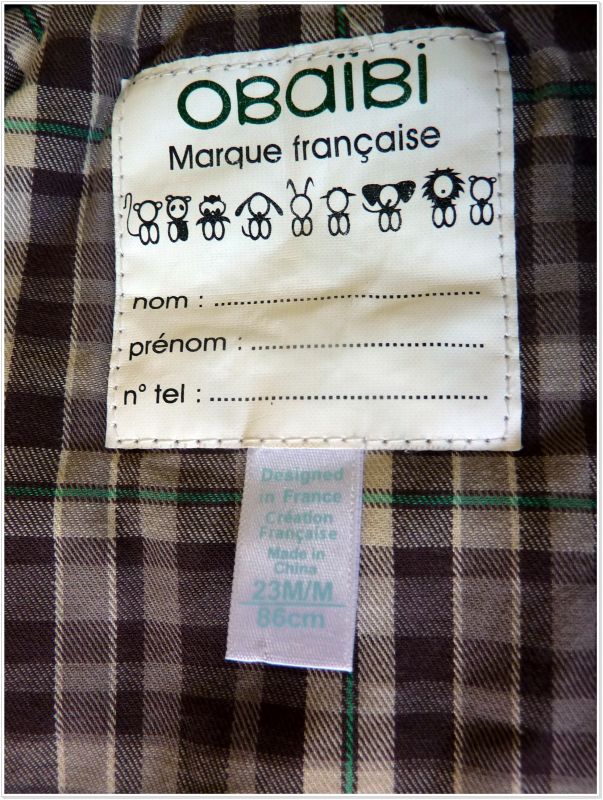 OBaïBi
Marque française
nom : ........................................
prénom : ...................................
n° tel : ..........................................
Designed
in France
Création
Française
Made in
China
23M/M
86cm